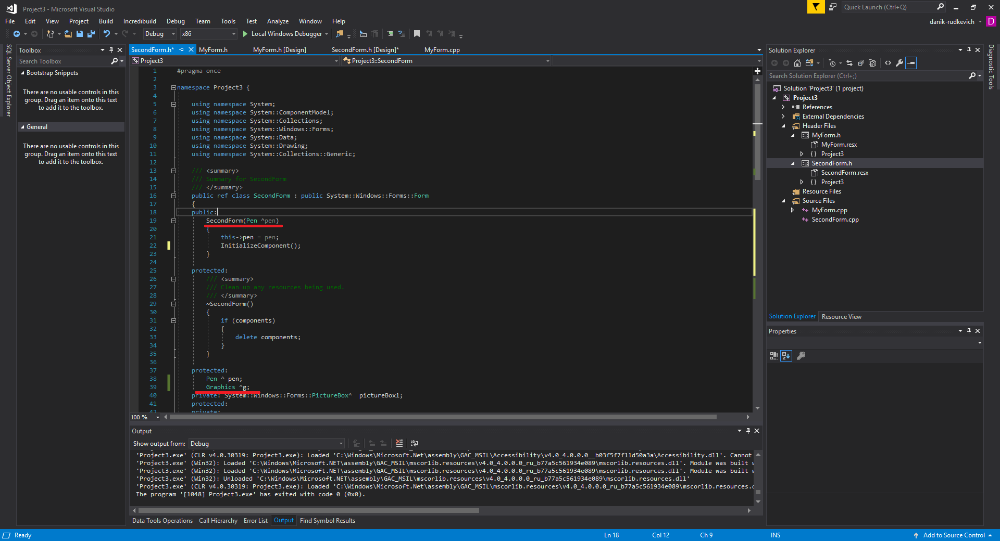 Project3 - Microsoft Visual Studio
Quick Launch (Ctrl+Q)
File Edit View Project Build Incredibuild Debug Team Tools Test Analyze Window Help
danik-rudkevich D
Debug x86 Local Windows Debugger
SQL Server Object Explorer
Toolbox
Search Toolbox
Bootstrap Snippets
There are no usable controls in this
group. Drag an item onto this text
to add it to the toolbox.
General
There are no usable controls in this
group. Drag an item onto this text
to add it to the toolbox.
SecondForm.h* MyForm.h MyForm.h [Design] SecondForm.h [Design]* MyForm.cpp
Project3 Project3::SecondForm
1 #pragma once
2
3 namespace Project3 {
4
5 using namespace System;
6 using namespace System::ComponentModel;
7 using namespace System::Collections;
8 using namespace System::Windows::Forms;
9 using namespace System::Data;
10 using namespace System::Drawing;
11 using namespace System::Collections::Generic;
12
13 /// <summary>
14 /// Summary for SecondForm
15 /// </summary>
16 public ref class SecondForm : public System::Windows::Forms::Form
17 {
18 public:
19 SecondForm(Pen ^pen)
20 {
21 this->pen = pen;
22 InitializeComponent();
23 }
24
25 protected:
26 /// <summary>
27 /// Clean up any resources being used.
28 /// </summary>
29 ~SecondForm()
30 {
31 if (components)
32 {
33 delete components;
34 }
35 }
36
37 protected:
38 Pen ^ pen;
39 Graphics ^g;
40 private: System::Windows::Forms::PictureBox^ pictureBox1;
41 protected:
42 private:
100 %
Output
Show output from: Debug
'Project3.exe' (CLR v4.0.30319: Project3.exe): Loaded 'C:\Windows\Microsoft.Net\assembly\GAC_MSIL\Accessibility\v4.0_4.0.0.0__b03f5f7f11d50a3a\Accessibility.dll'. Cannot
'Project3.exe' (Win32): Loaded 'C:\Windows\Microsoft.NET\assembly\GAC_MSIL\mscorlib.resources\v4.0_4.0.0.0_ru_b77a5c561934e089\mscorlib.resources.dll'. Module was built
'Project3.exe' (Win32): Loaded 'C:\Windows\Microsoft.NET\assembly\GAC_MSIL\mscorlib.resources\v4.0_4.0.0.0_ru_b77a5c561934e089\mscorlib.resources.dll'. Module was built
'Project3.exe' (Win32): Unloaded 'C:\Windows\Microsoft.NET\assembly\GAC_MSIL\mscorlib.resources\v4.0_4.0.0.0_ru_b77a5c561934e089\mscorlib.resources.dll'
'Project3.exe' (CLR v4.0.30319: Project3.exe): Loaded 'C:\Windows\Microsoft.Net\assembly\GAC_MSIL\mscorlib.resources\v4.0_4.0.0.0_ru_b77a5c561934e089\mscorlib.resources.
The program '[1048] Project3.exe' has exited with code 0 (0x0).
Data Tools Operations Call Hierarchy Error List Output Find Symbol Results
Solution Explorer
Search Solution Explorer (Ctrl+;)
Solution 'Project3' (1 project)
Project3
References
External Dependencies
Header Files
MyForm.h
MyForm.resx
{} Project3
SecondForm.h
SecondForm.resx
{} Project3
Resource Files
Source Files
MyForm.cpp
SecondForm.cpp
Solution Explorer Resource View
Properties
Diagnostic Tools
Ready Ln 18 Col 12 Ch 9 INS Add to Source Control